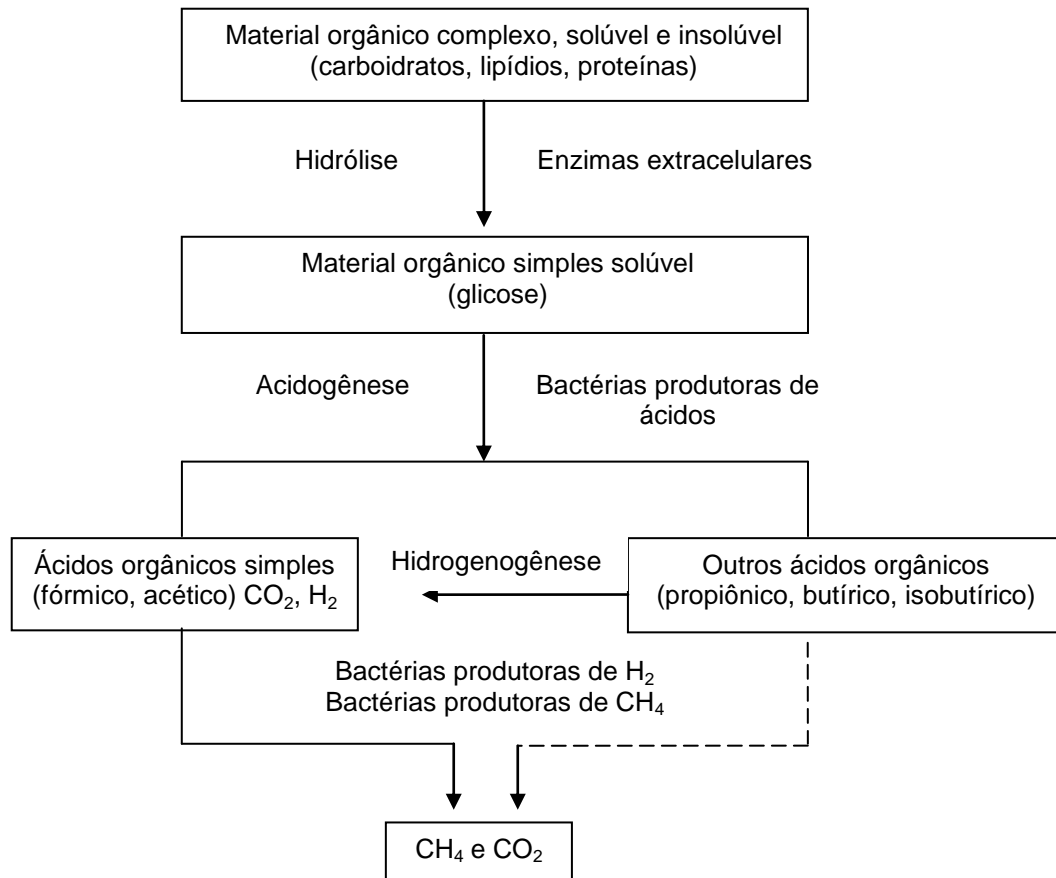 Material orgânico complexo, solúvel e insolúvel
(carboidratos, lipídios, proteínas)
Hidrólise
Enzimas extracelulares
Material orgânico simples solúvel
(glicose)
Acidogênese
Bactérias produtoras de
ácidos
Ácidos orgânicos simples
(fórmico, acético) CO₂, H₂
Hidrogenogênese
Outros ácidos orgânicos
(propiônico, butírico, isobutírico)
Bactérias produtoras de H₂
Bactérias produtoras de CH₄
CH₄ e CO₂